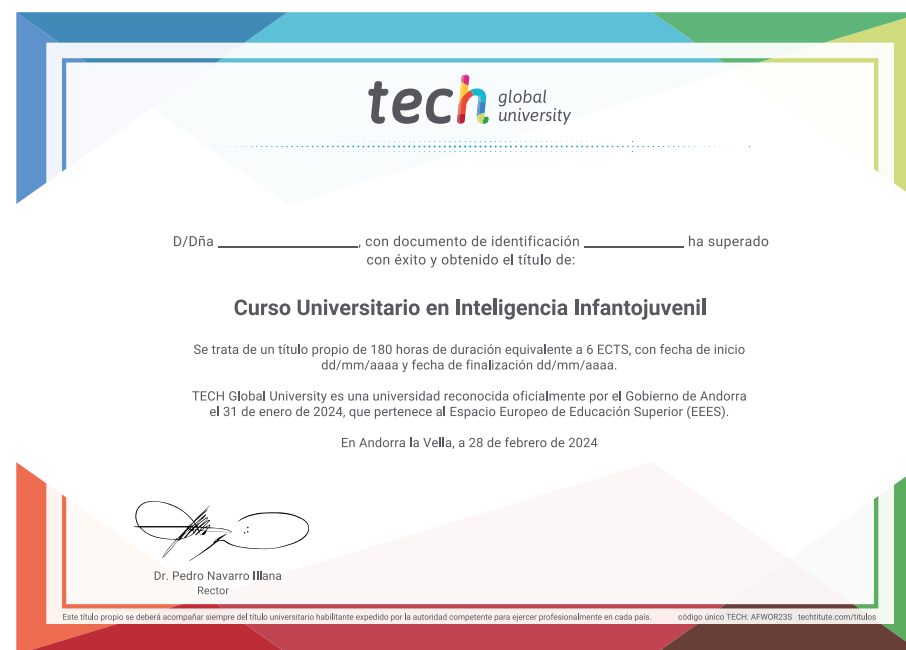 tech global university
D/Dña ____________________, con documento de identificación ______________ ha superado
con éxito y obtenido el título de:
Curso Universitario en Inteligencia Infantojuvenil
Se trata de un título propio de 180 horas de duración equivalente a 6 ECTS, con fecha de inicio
dd/mm/aaaa y fecha de finalización dd/mm/aaaa.
TECH Global University es una universidad reconocida oficialmente por el Gobierno de Andorra
el 31 de enero de 2024, que pertenece al Espacio Europeo de Educación Superior (EEES).
En Andorra la Vella, a 28 de febrero de 2024
Dr. Pedro Navarro Illana
Rector
Este título propio se deberá acompañar siempre del título universitario habilitante expedido por la autoridad competente para ejercer profesionalmente en cada país. código único TECH: AFWOR23S techtitute.com/titulos